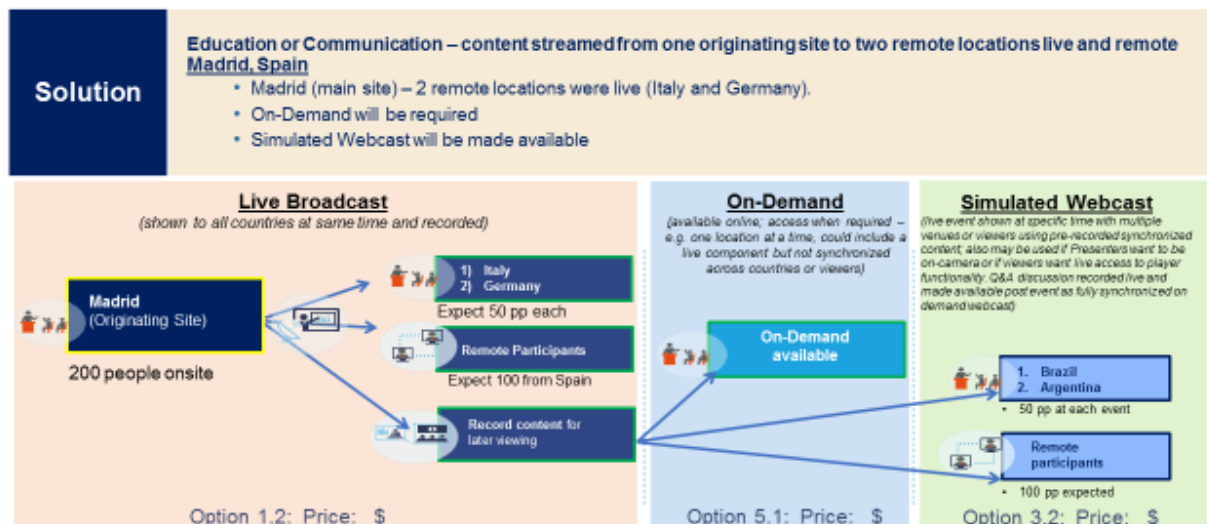 Solution
Education or Communication – content streamed from one originating site to two remote locations live and remote
Madrid, Spain
• Madrid (main site) – 2 remote locations were live (Italy and Germany).
• On-Demand will be required
• Simulated Webcast will be made available
Live Broadcast
(shown to all countries at same time and recorded)
Madrid
(Originating Site)
200 people onsite
1) Italy
2) Germany
Expect 50 pp each
Remote Participants
Expect 100 from Spain
Record content for
later viewing
Option 1.2: Price: $
On-Demand
(available online; access when required –
e.g. one location at a time, could include a
live component but not synchronized
across countries or viewers)
On-Demand
available
Option 5.1: Price: $
Simulated Webcast
(live event shown at specific time with multiple
venues or viewers using pre-recorded synchronized
content; also may be used if Presenters want to be
on-camera or if viewers want live access to player
functionality. Q&A discussion recorded live and
made available post event as fully synchronized on
demand webcast)
1. Brazil
2. Argentina
• 50 pp at each event
Remote
participants
• 100 pp expected
Option 3.2: Price: $